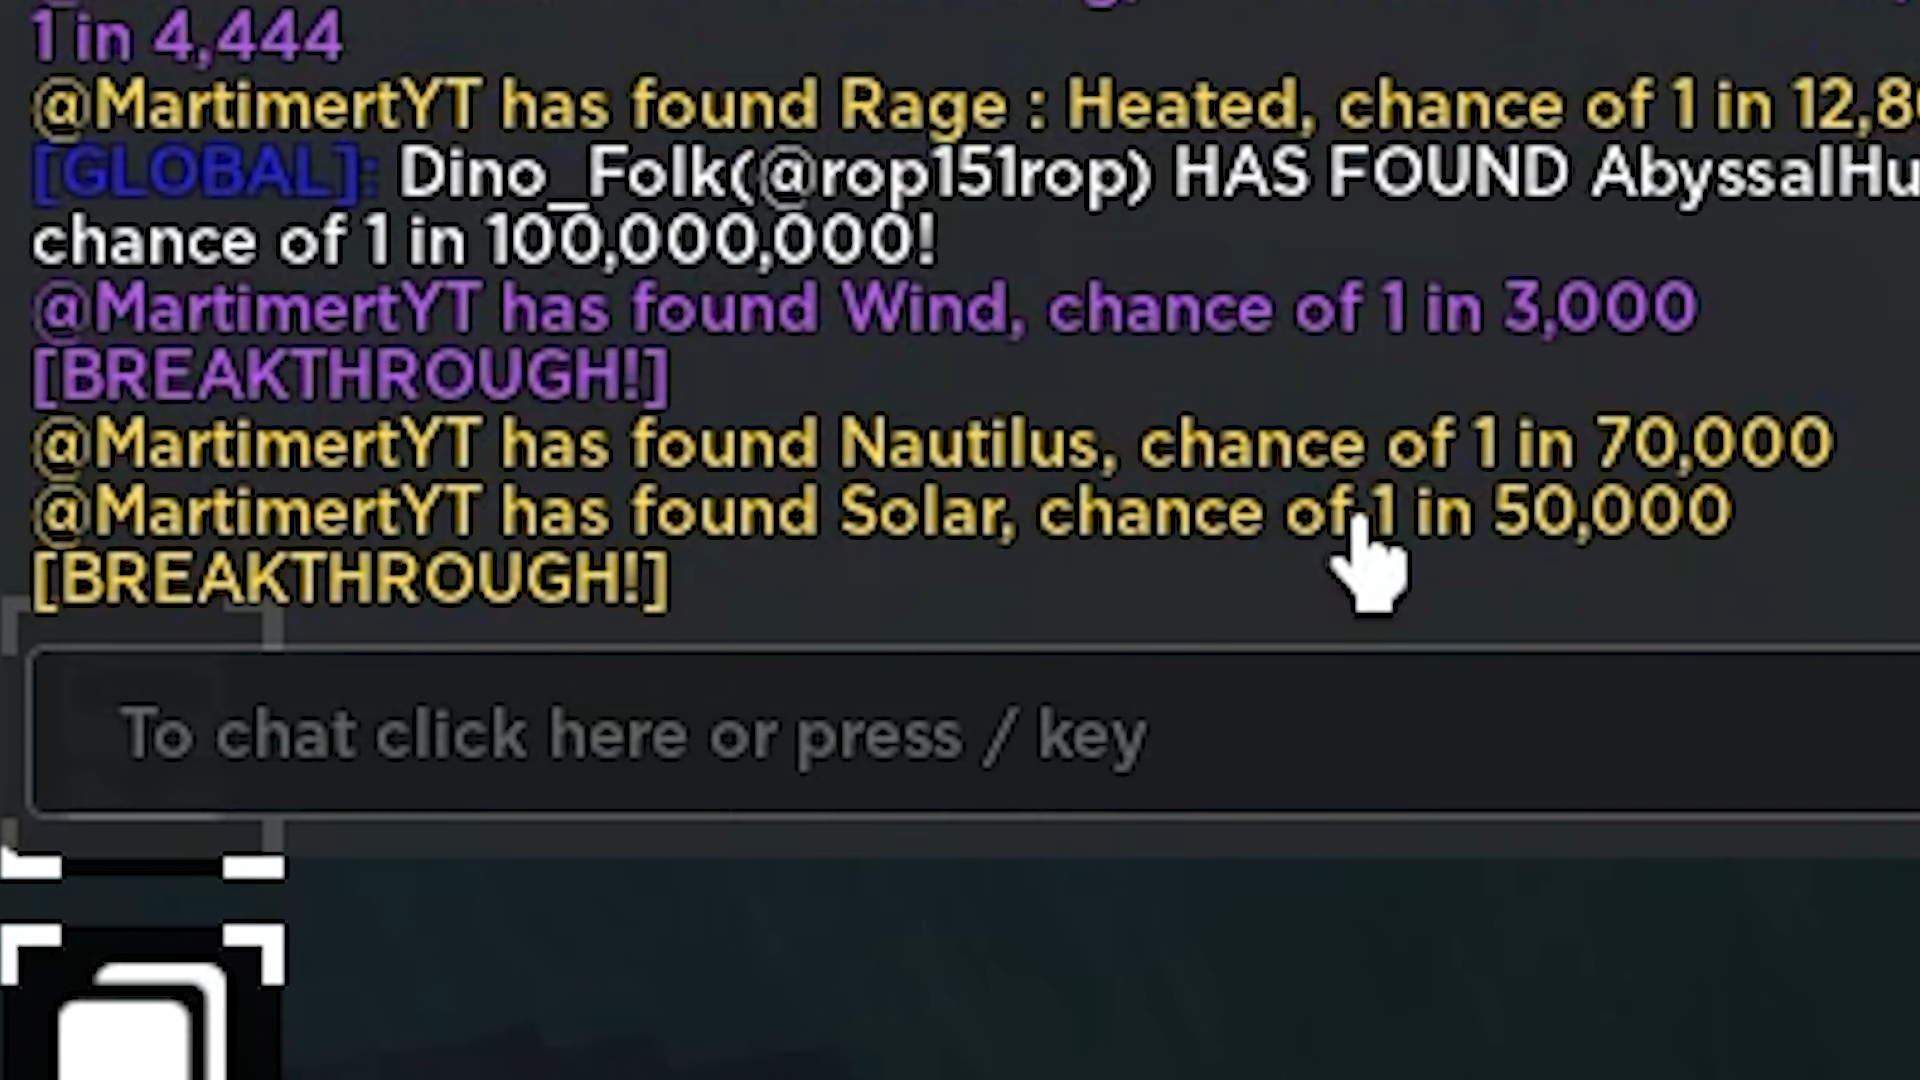 1 in 4,444
@MartimertYT has found Rage : Heated, chance of 1 in 12,8
[GLOBAL]: Dino_Folk(@rop151rop) HAS FOUND AbyssalHu
chance of 1 in 100,000,000!
@MartimertYT has found Wind, chance of 1 in 3,000
[BREAKTHROUGH!]
@MartimertYT has found Nautilus, chance of 1 in 70,000
@MartimertYT has found Solar, chance of 1 in 50,000
[BREAKTHROUGH!]
To chat click here or press / key